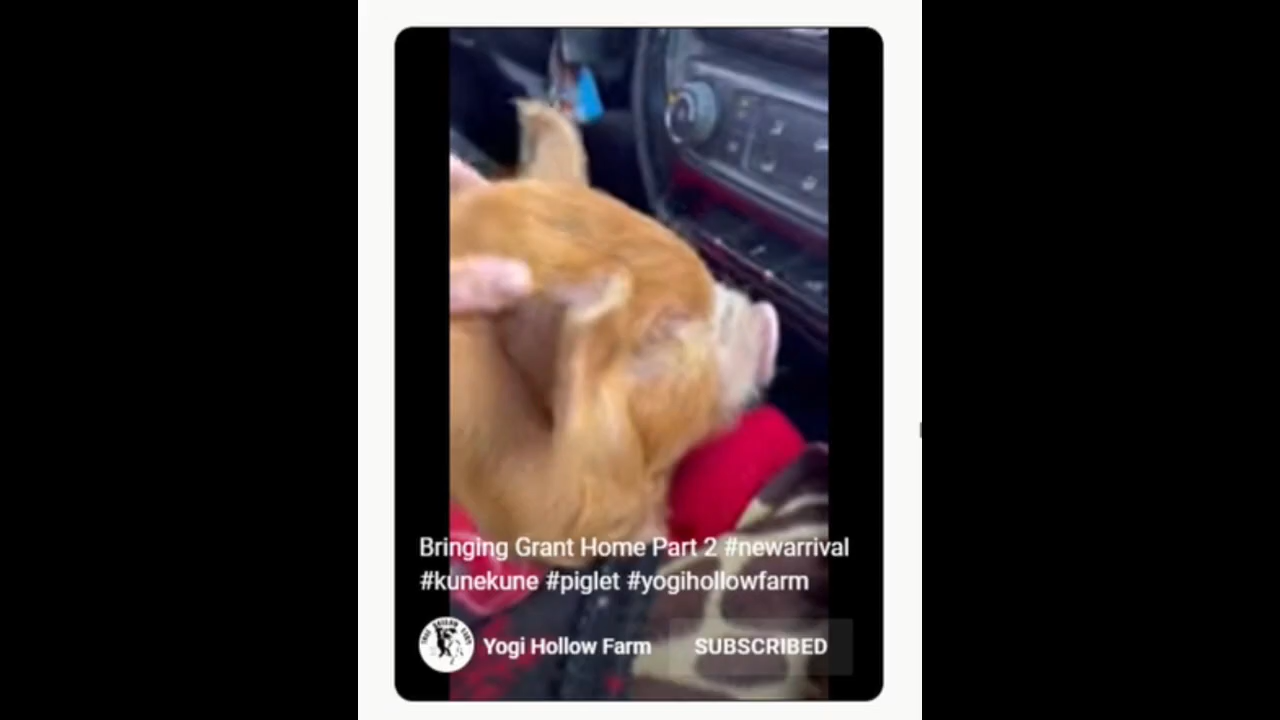 Bringing Grant Home Part 2 #newarrival
#kunekune #piglet #yogihollowfarm
Yogi Hollow Farm
SUBSCRIBED